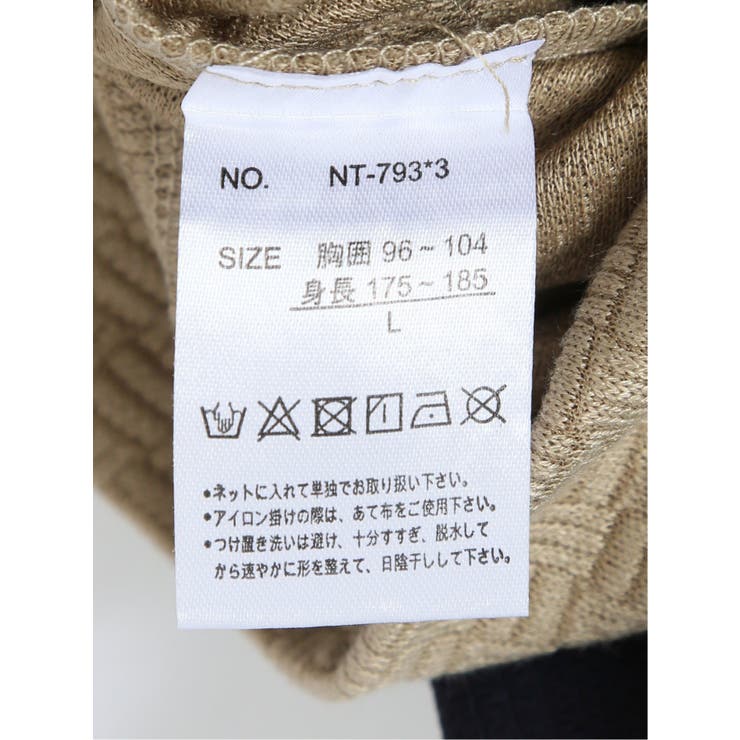 NO. NT-793*3
SIZE 胸囲 96～104
身長 175～185
L
●ネットに入れて単独でお取り扱い下さい。
●アイロン掛けの際は、あて布をご使用下さい。
●つけ置き洗いは避け、十分すすぎ、脱水して
から速やかに形を整えて、日陰干しして下さい。